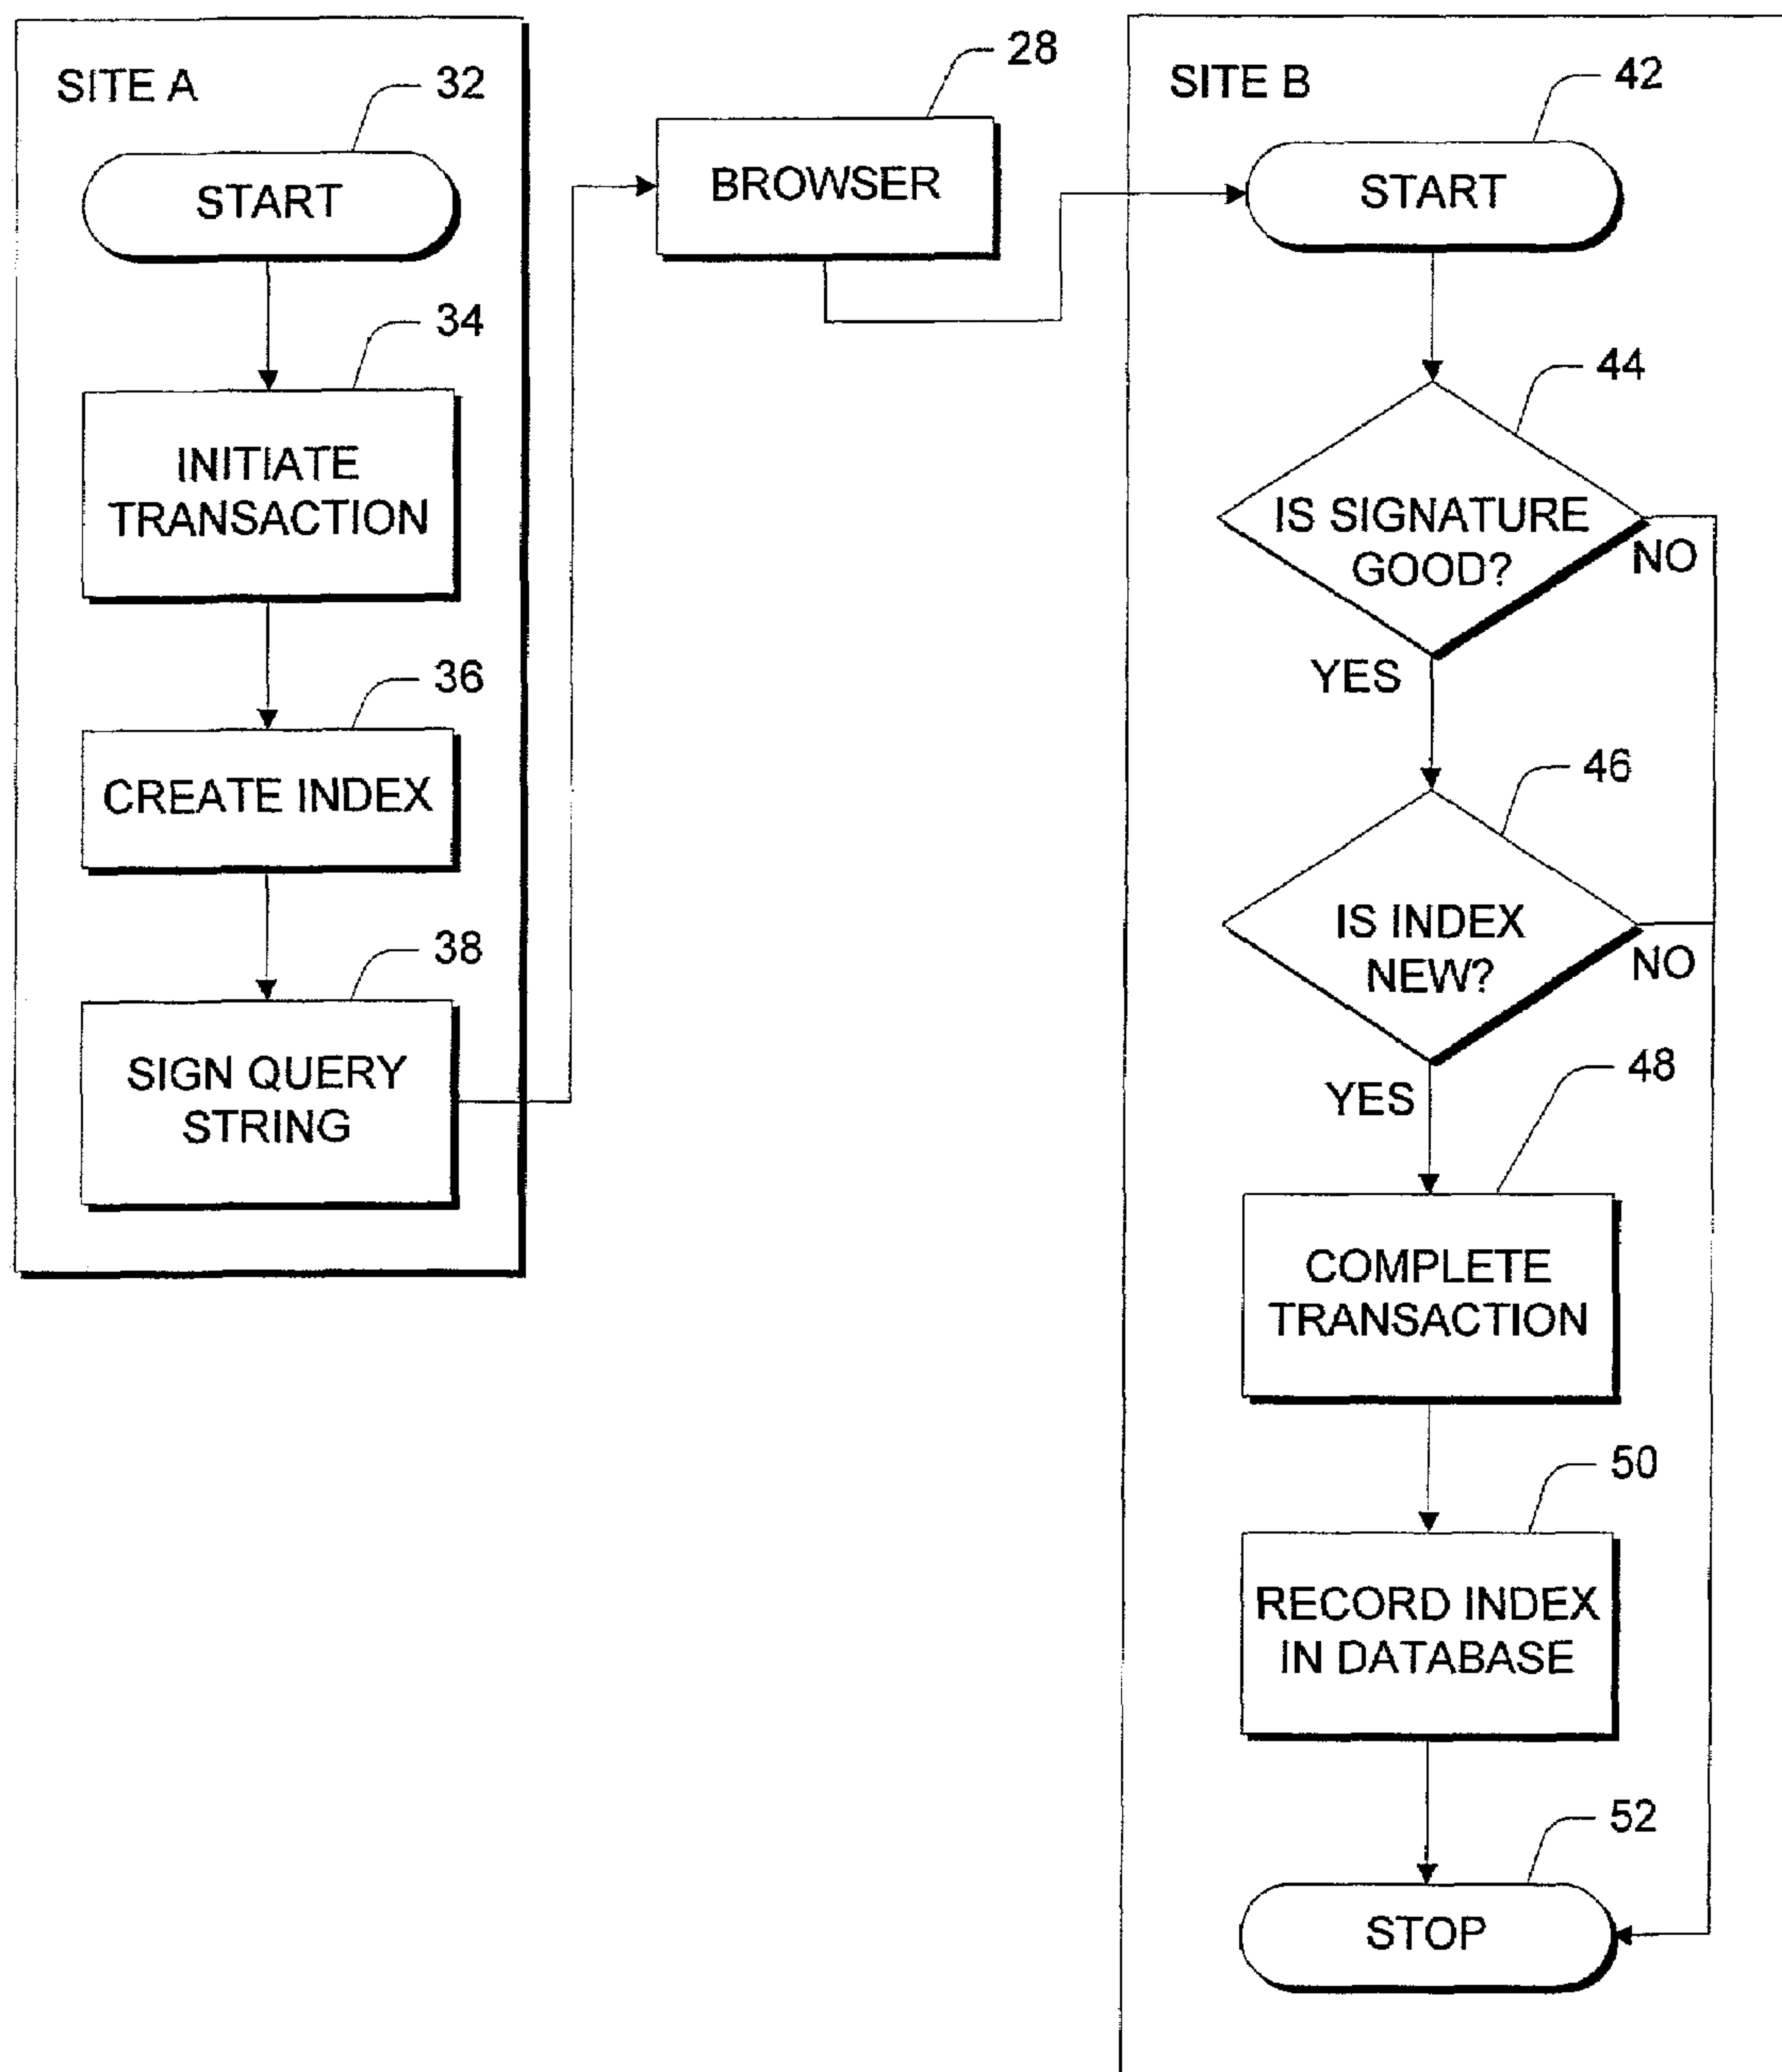 SITE A
32
START
34
INITIATE
TRANSACTION
36
CREATE INDEX
38
SIGN QUERY
STRING
28
BROWSER
SITE B
42
START
44
IS SIGNATURE
GOOD?
NO
YES
46
IS INDEX
NEW?
NO
YES
48
COMPLETE
TRANSACTION
50
RECORD INDEX
IN DATABASE
52
STOP